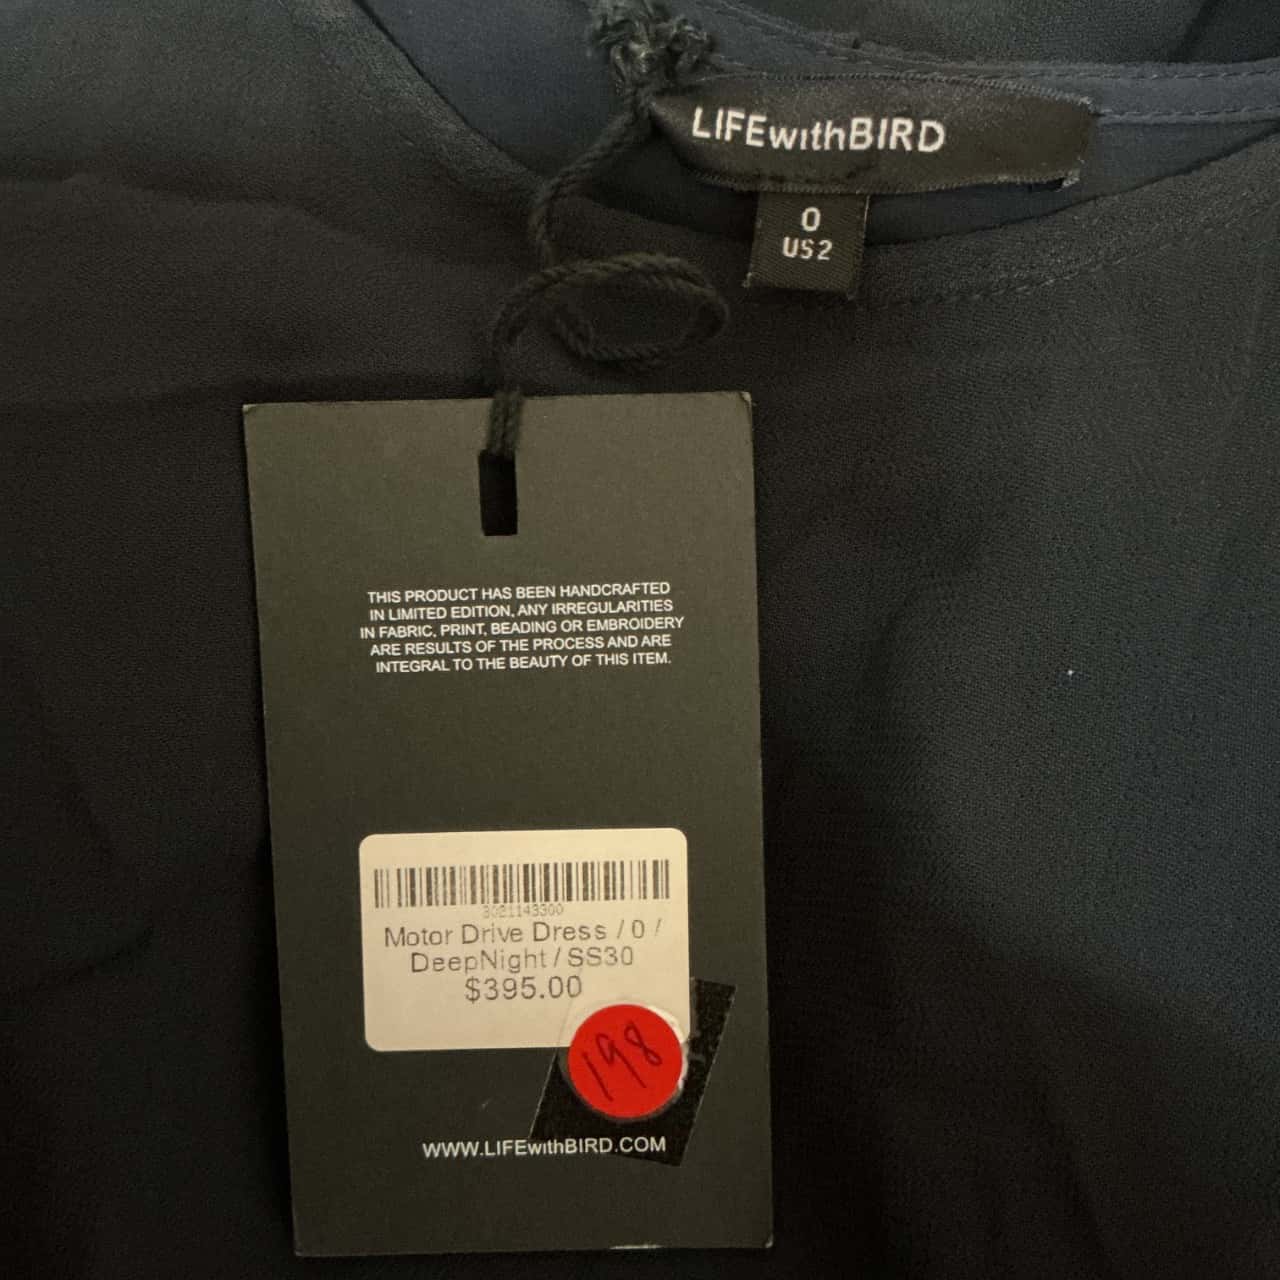 LIFEwithBIRD
0
US2
THIS PRODUCT HAS BEEN HANDCRAFTED
IN LIMITED EDITION, ANY IRREGULARITIES
IN FABRIC, PRINT, BEADING OR EMBROIDERY
ARE RESULTS OF THE PROCESS AND ARE
INTEGRAL TO THE BEAUTY OF THIS ITEM.
3021143300
Motor Drive Dress / 0 /
DeepNight / SS30
$395.00
198
WWW.LIFEwithBIRD.COM